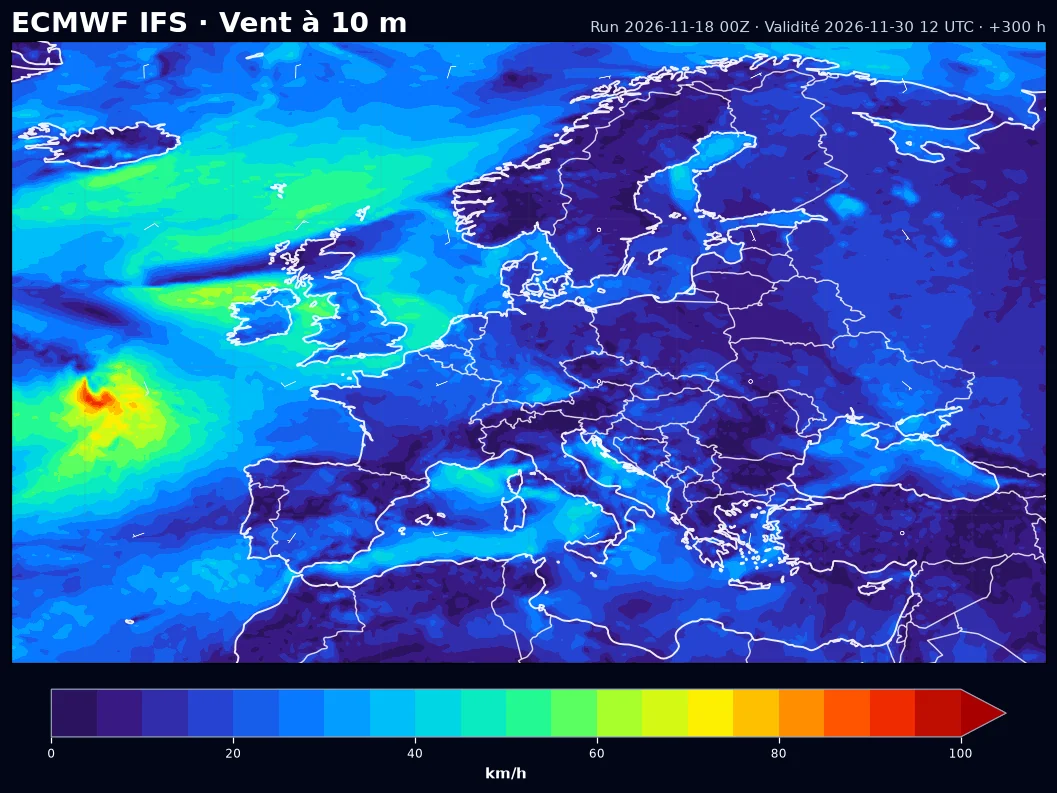 ECMWF IFS · Vent à 10 m
Run 2026-11-18 00Z · Validité 2026-11-30 12 UTC · +300 h
0 20 40 60 80 100
km/h